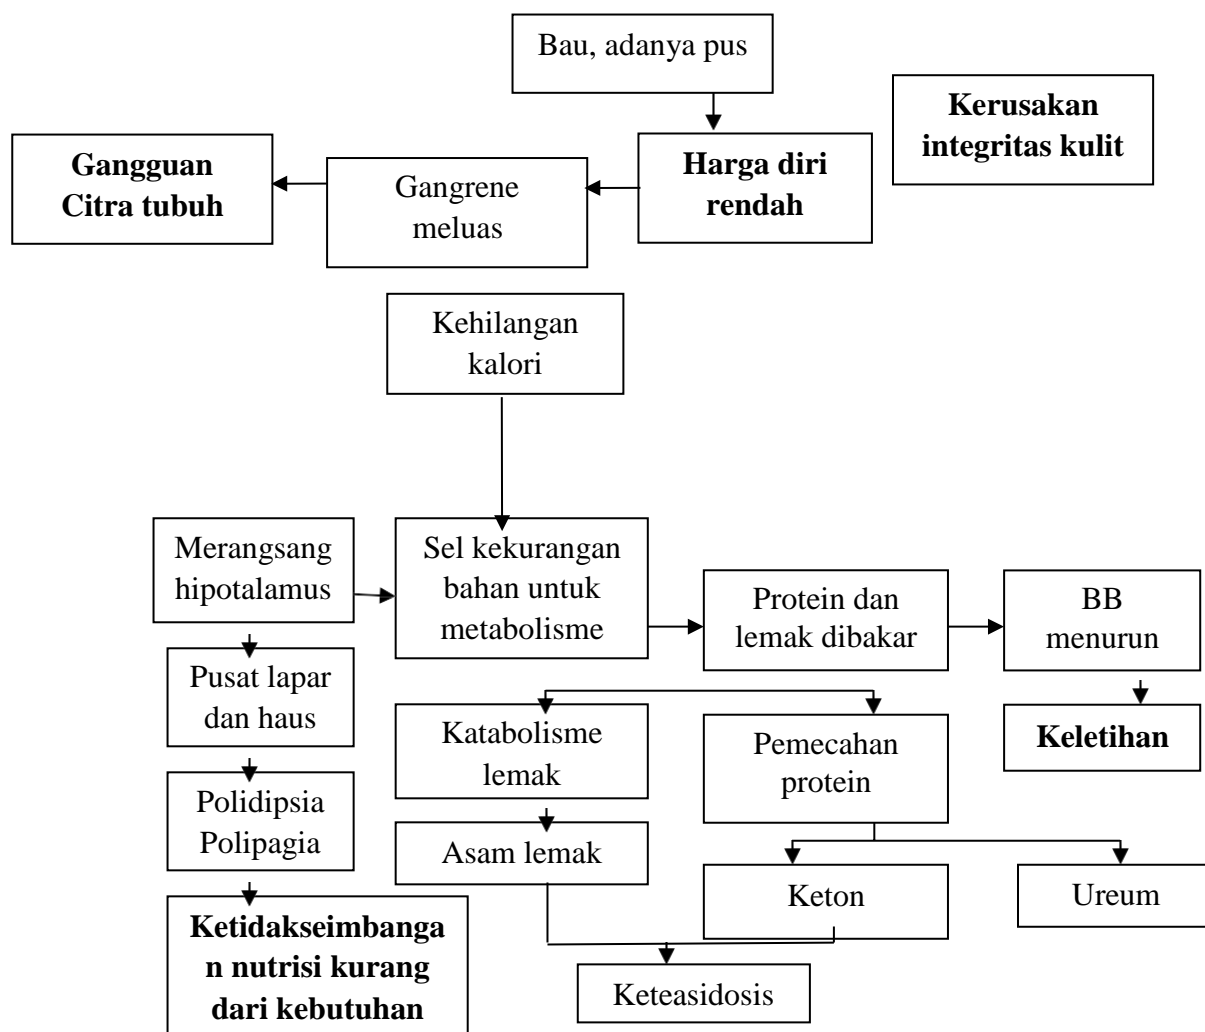 Bau, adanya pus
Kerusakan
integritas kulit
Gangguan
Citra tubuh
Gangrene
meluas
Harga diri
rendah
Kehilangan
kalori
Merangsang
hipotalamus
Sel kekurangan
bahan untuk
metabolisme
Protein dan
lemak dibakar
BB
menurun
Pusat lapar
dan haus
Katabolisme
lemak
Pemecahan
protein
Keletihan
Polidipsia
Polipagia
Asam lemak
Keton
Ureum
Ketidakseimbanga
n nutrisi kurang
dari kebutuhan
Keteasidosis